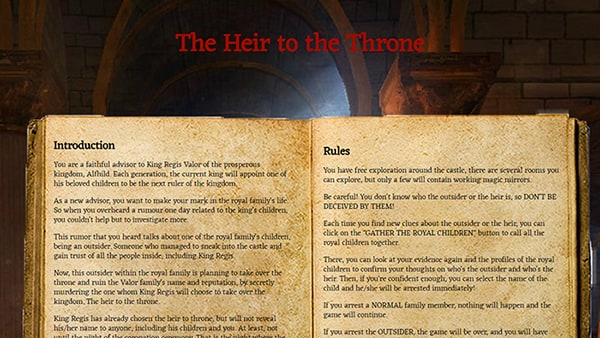 The Heir to the Throne
Introduction
You are a faithful advisor to King Regis Valor of the prosperous
kingdom, Alfhild. Each generation, the current king will appoint one of
his beloved children to be the next ruler of the kingdom.
As a new advisor, you want to make your mark in the royal family's life.
So when you overheard a rumour one day related to the king's children,
you couldn't help but to investigate more.
This rumor that you heard talks about one of the royal family's children,
being an outsider. Someone who managed to sneak into the castle and
gain trust of all the people inside, including King Regis.
Now, this outsider within the royal family is planning to take over the
throne and ruin the Valor family's name and reputation, by secretly
murdering the one whom King Regis will choose to take over the
kingdom, The heir to the throne.
King Regis has already chosen the heir to throne, but will not reveal
his/her name to anyone, including his children and you. At least, not
until the night of the coronation ceremony. That is the night where the
Rules
You have free exploration around the castle, there are several rooms you
can explore, but only a few will contain working magic mirrors.
Be careful! You don't know who the outsider or the heir is, so DON'T BE
DECEIVED BY THEM!
Each time you find new clues about the outsider or the heir, you can
click on the "GATHER THE ROYAL CHILDREN" button to call all the
royal children together.
There, you can look at your evidence again and the profiles of the royal
children to confirm your thoughts on who's the outsider and who's the
heir. Then, if you're confident enough, you can select the name of the
child and he/she will be arrested immediately!
If you arrest a NORMAL family member, nothing will happen and the
game will continue.
If you arrest the OUTSIDER, the game will be over, and you will have